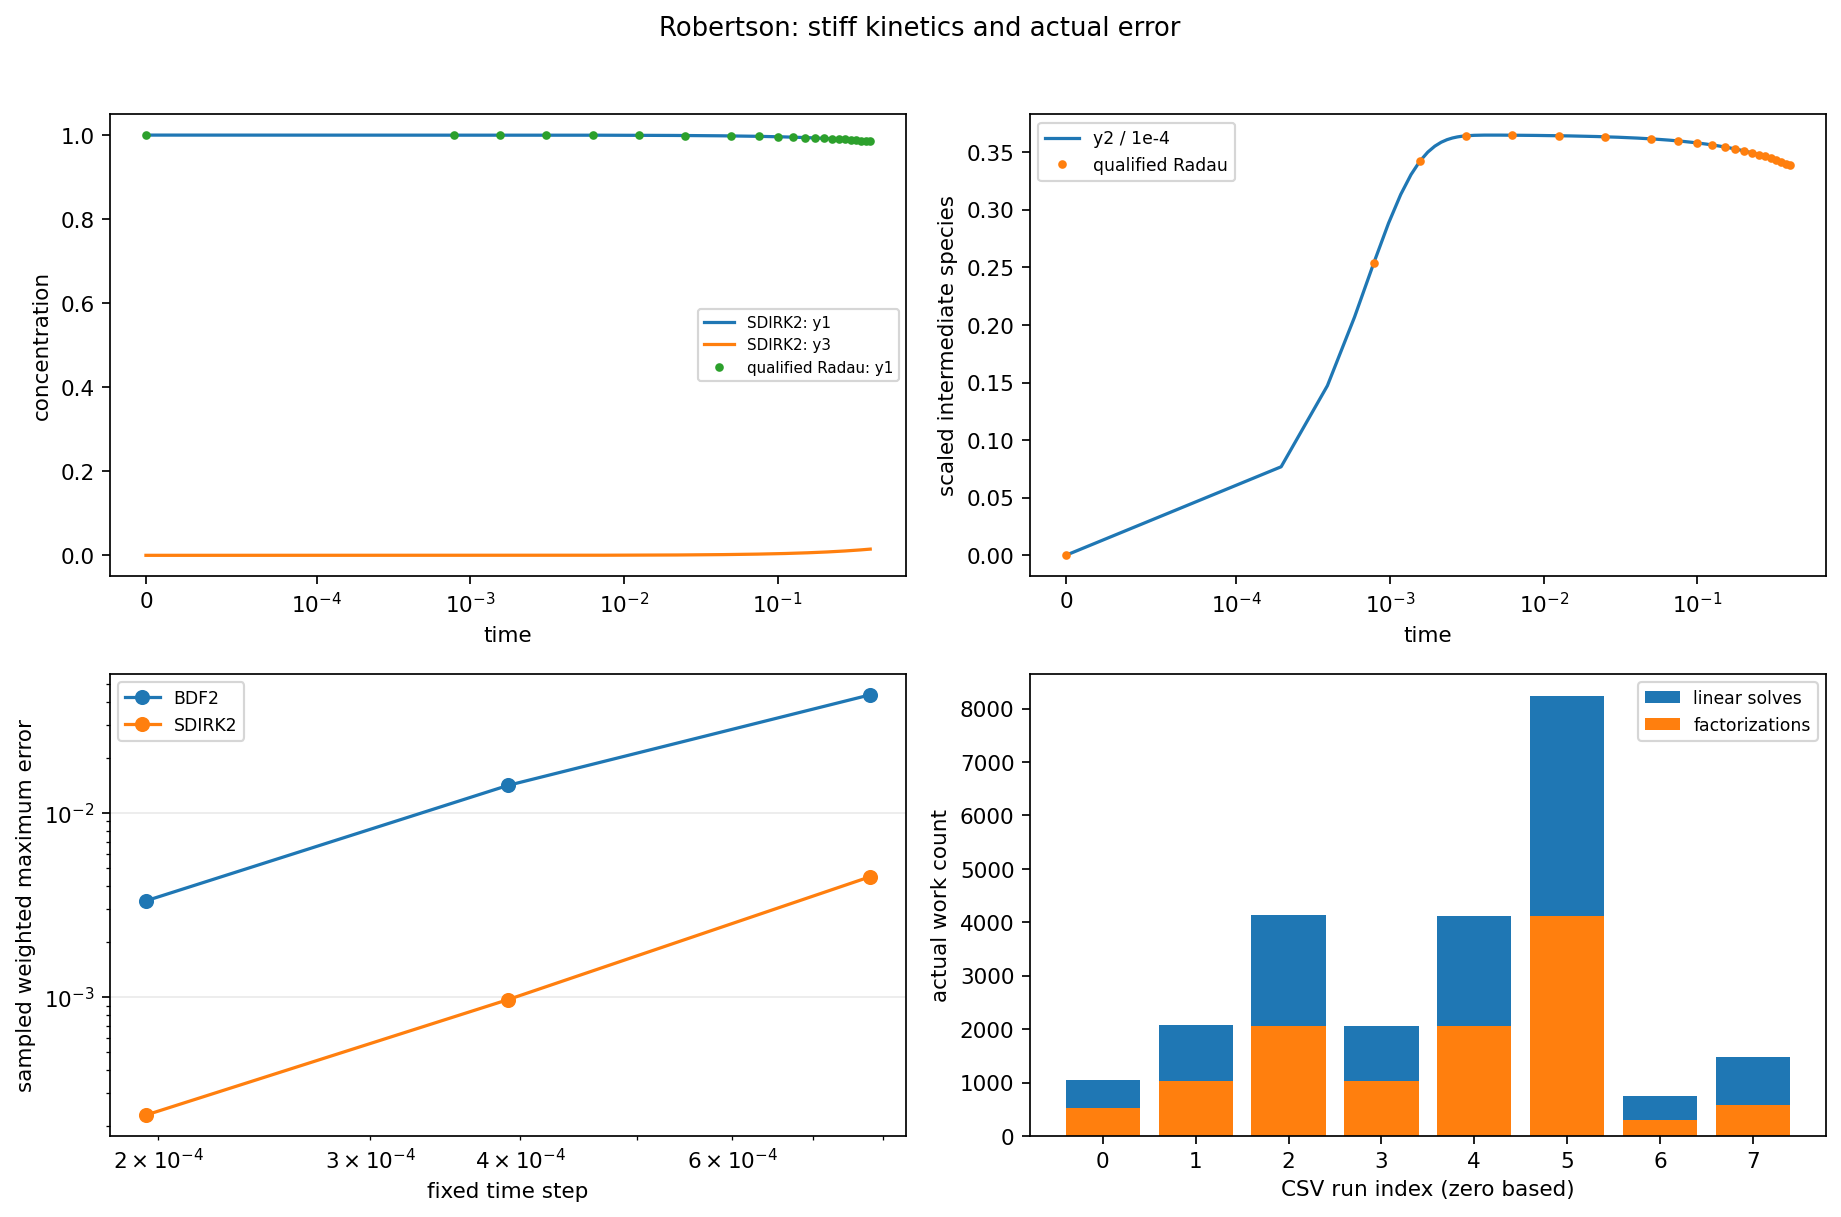 Robertson: stiff kinetics and actual error
concentration
1.0
0.8
0.6
0.4
0.2
0.0
SDIRK2: y1
SDIRK2: y3
qualified Radau: y1
0 10⁻⁴ 10⁻³ 10⁻² 10⁻¹
time
scaled intermediate species
0.35
0.30
0.25
0.20
0.15
0.10
0.05
0.00
y2 / 1e-4
qualified Radau
0 10⁻⁴ 10⁻³ 10⁻² 10⁻¹
time
sampled weighted maximum error
10⁻²
10⁻³
BDF2
SDIRK2
2 × 10⁻⁴ 3 × 10⁻⁴ 4 × 10⁻⁴ 6 × 10⁻⁴
fixed time step
actual work count
8000
7000
6000
5000
4000
3000
2000
1000
0
linear solves
factorizations
0 1 2 3 4 5 6 7
CSV run index (zero based)